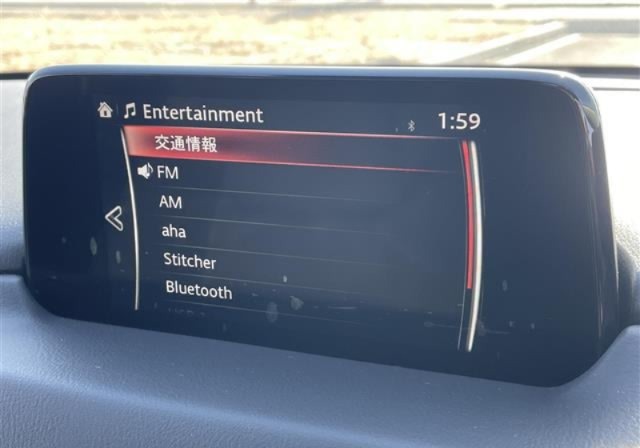 Entertainment
1:59
交通情報
FM
AM
aha
Stitcher
Bluetooth